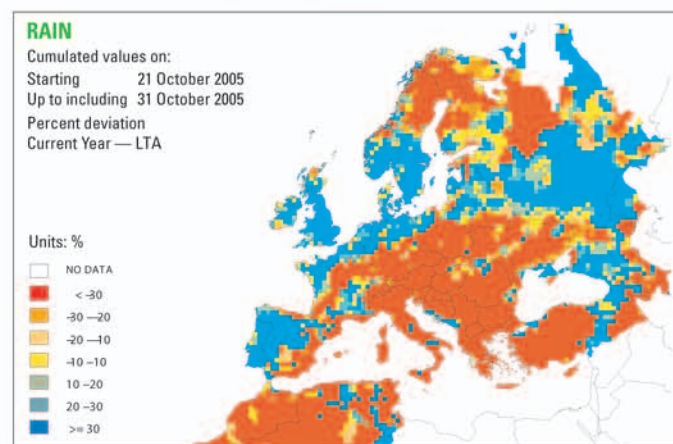 RAIN
Cumulated values on:
Starting 21 October 2005
Up to including 31 October 2005
Percent deviation
Current Year — LTA
Units: %
NO DATA
< –30
–30 —20
–20 —10
–10 –10
10 –20
20 –30
>= 30